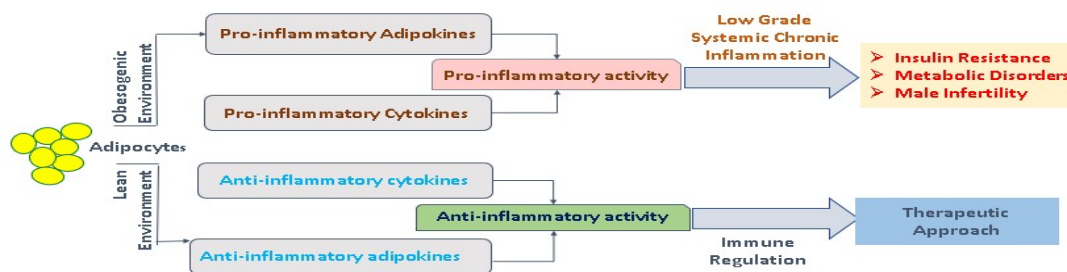 Obesogenic
Environment
Pro-inflammatory Adipokines
Pro-inflammatory activity
Pro-inflammatory Cytokines
Low Grade
Systemic Chronic
Inflammation
➤ Insulin Resistance
➤ Metabolic Disorders
➤ Male Infertility
Adipocytes
Lean
Environment
Anti-inflammatory cytokines
Anti-inflammatory activity
Anti-inflammatory adipokines
Immune
Regulation
Therapeutic
Approach